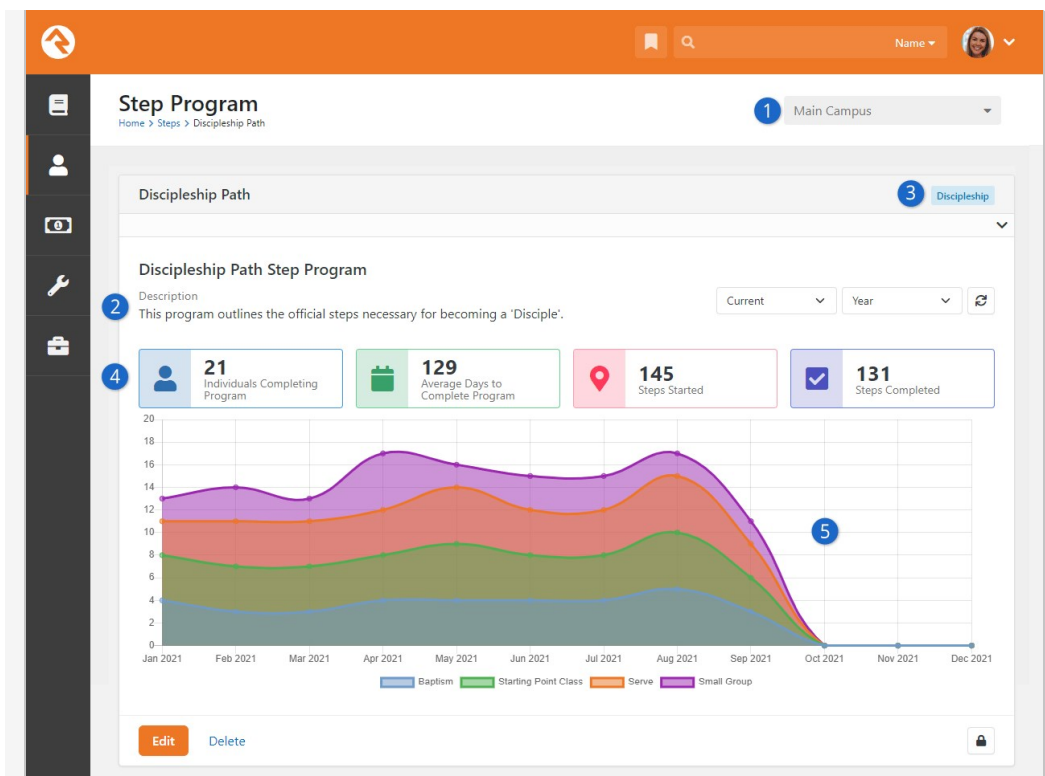 Name
Step Program
Home > Steps > Discipleship Path
1
Main Campus
Discipleship Path
3
Discipleship
Discipleship Path Step Program
2
Description
This program outlines the official steps necessary for becoming a 'Disciple'.
Current
Year
4
21
Individuals Completing
Program
129
Average Days to
Complete Program
145
Steps Started
131
Steps Completed
20
18
16
14
12
10
8
6
4
2
0
5
Jan 2021 Feb 2021 Mar 2021 Apr 2021 May 2021 Jun 2021 Jul 2021 Aug 2021 Sep 2021 Oct 2021 Nov 2021 Dec 2021
Baptism Starting Point Class Serve Small Group
Edit
Delete